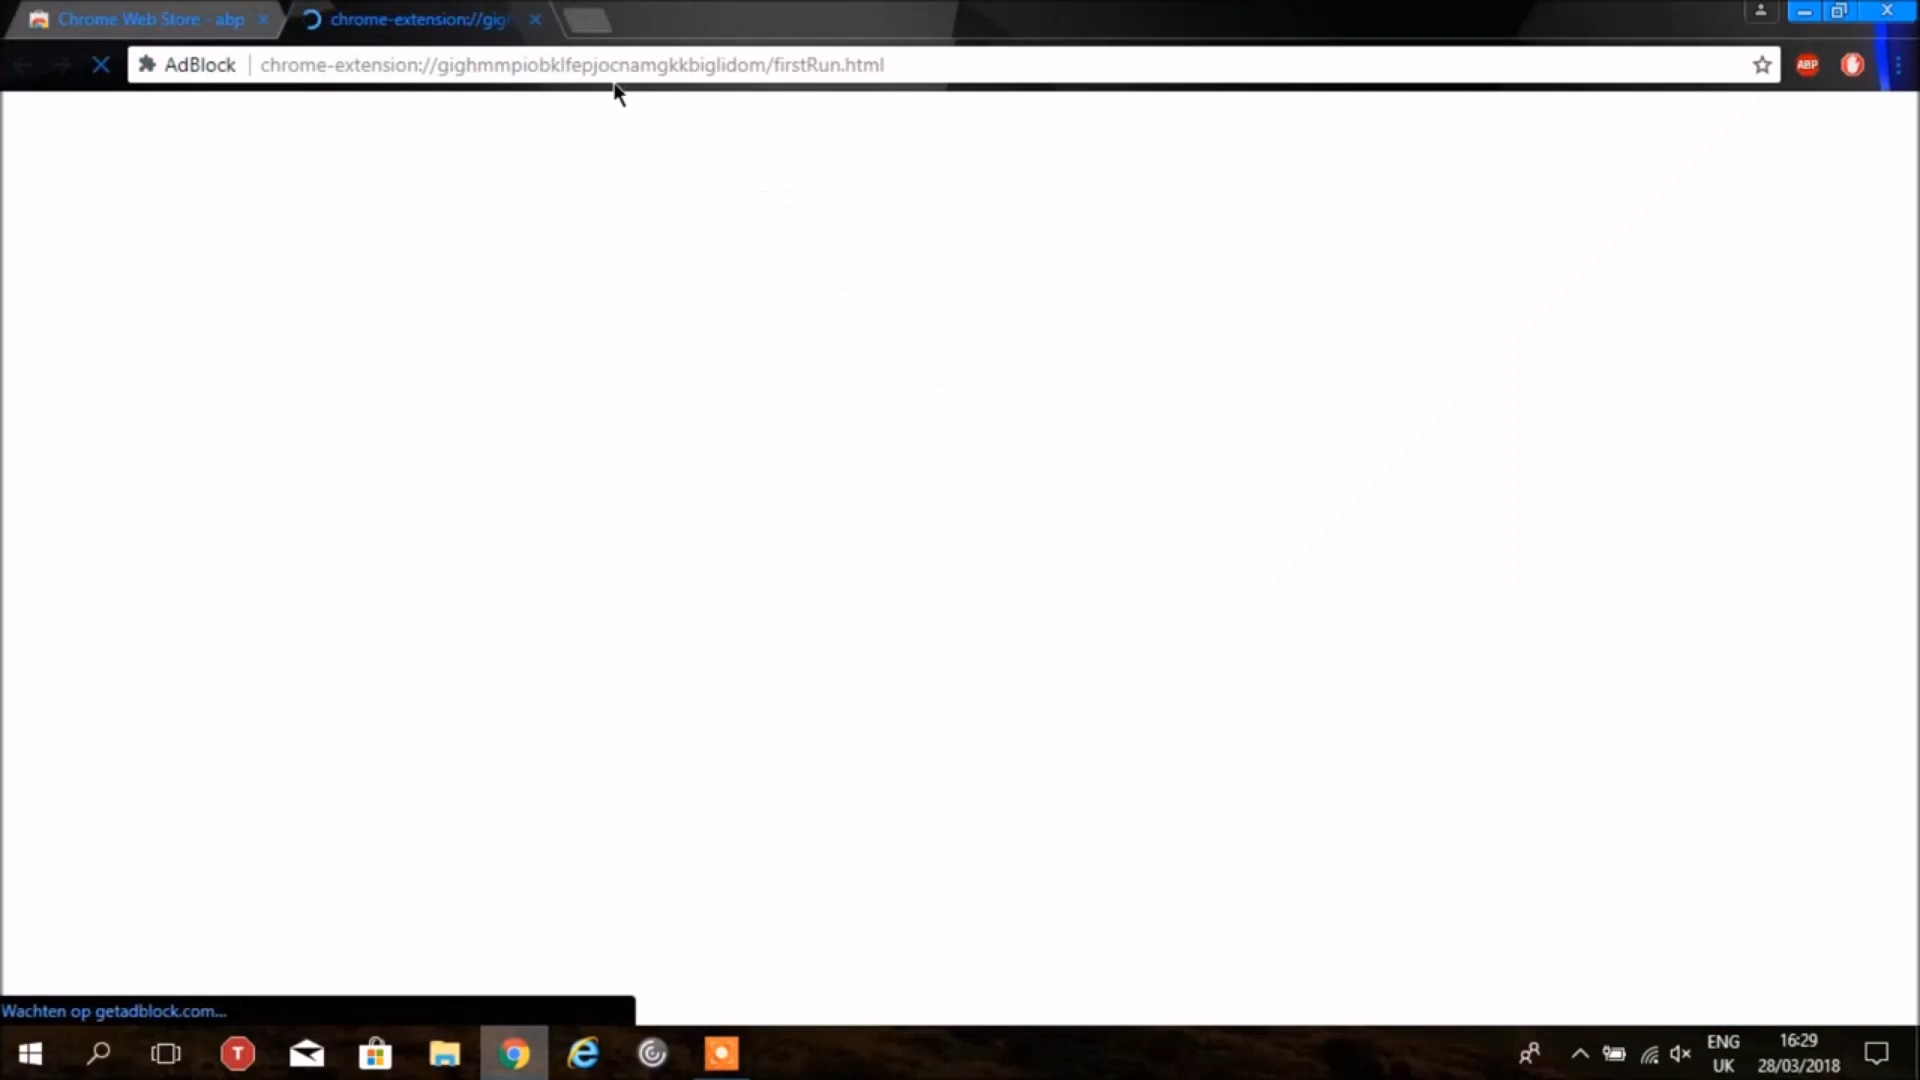 Chrome Web Store - abp
chrome-extension://gig
AdBlock
chrome-extension://gighmmpiobklfepjocnamgkkbiglidom/firstRun.html
ABP
Wachten op getadblock.com...
T
ENG
UK
16:29
28/03/2018